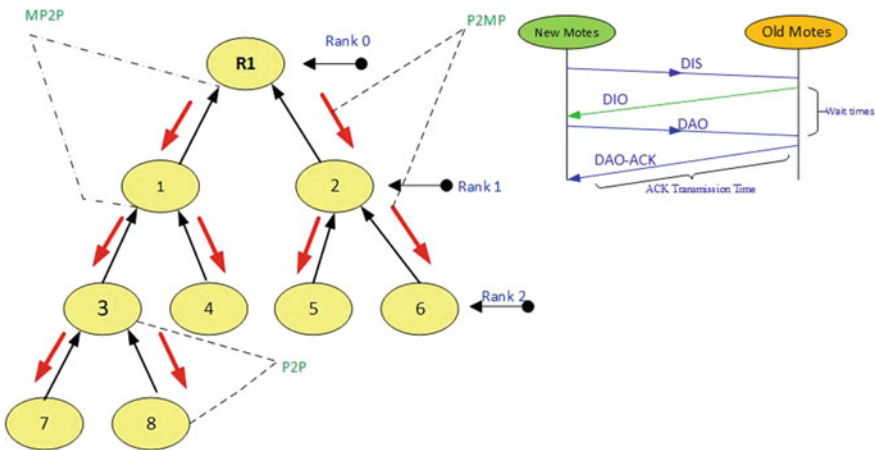 MP2P
P2MP
R1
Rank 0
1
2
Rank 1
3
4
5
6
Rank 2
P2P
7
8
New Motes
Old Motes
DIS
DIO
Wait times
DAO
DAO-ACK
ACK Transmission Time